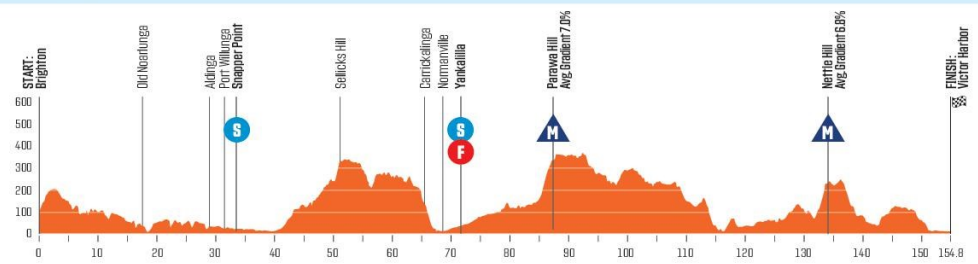 START:
Brighton
Old Noarlunga
Aldinga
Port Willunga
Snapper Point
Sellicks Hill
Carrickalinga
Normanville
Yankalilla
Parawa Hill
Avg. Gradient 7.0%
Nettle Hill
Avg. Gradient 6.8%
FINISH:
Victor Harbor
600
500
400
300
200
100
0
S
S
F
M
M
0 10 20 30 40 50 60 70 80 90 100 110 120 130 140 150 154.8